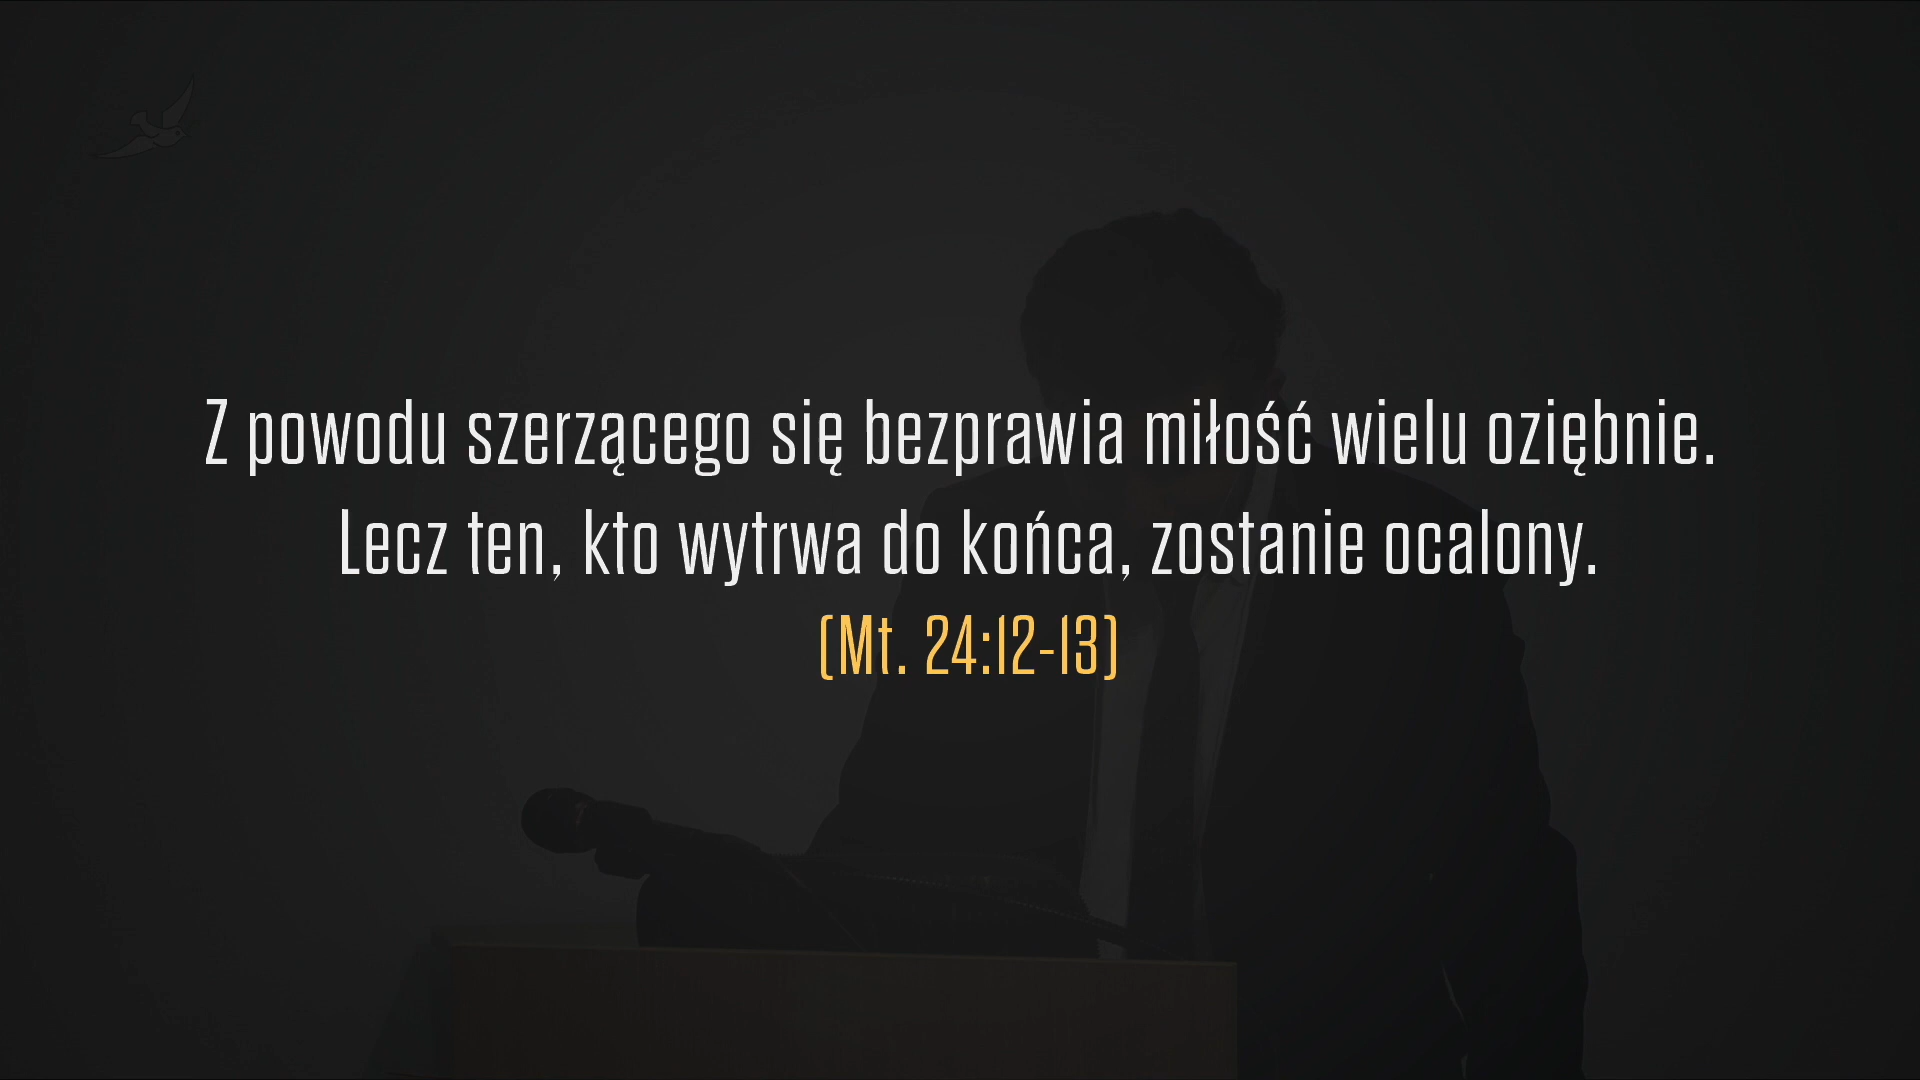 Z powodu szerzącego się bezprawia miłość wielu oziębnie.
Lecz ten, kto wytrwa do końca, zostanie ocalony.
(Mt. 24:12-13)